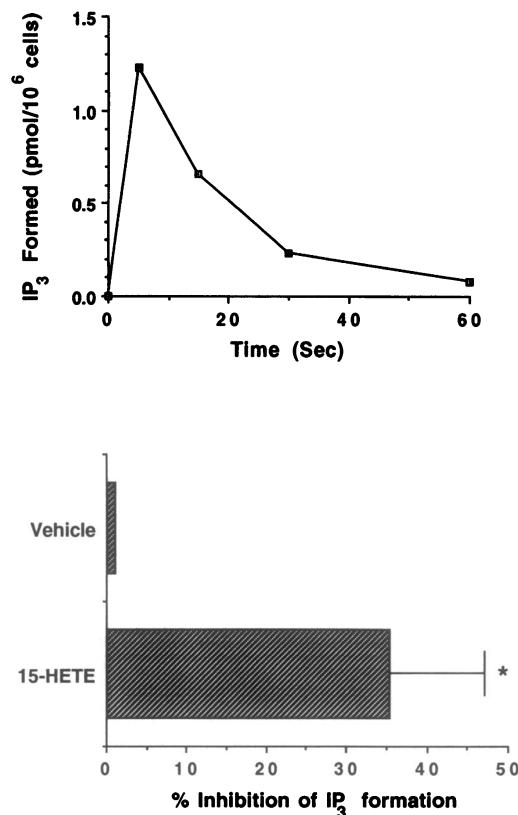 IP3 Formed (pmol/10^6 cells)
1.5
1.0
0.5
0.0
0 20 40 60
Time (Sec)
Vehicle
15-HETE
*
0 10 20 30 40 50
% Inhibition of IP3 formation